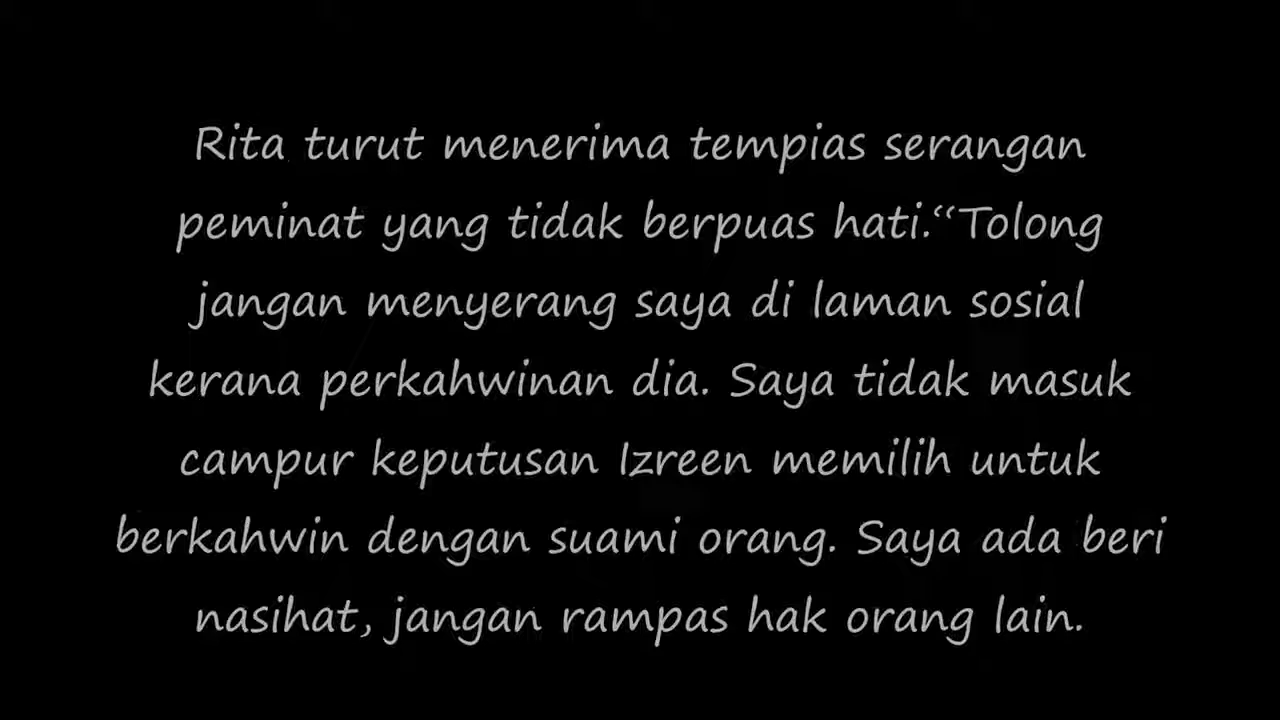 Rita turut menerima tempias serangan
peminat yang tidak berpuas hati.“Tolong
jangan menyerang saya di laman sosial
kerana perkahwinan dia. Saya tidak masuk
campur keputusan Izreen memilih untuk
berkahwin dengan suami orang. Saya ada beri
nasihat, jangan rampas hak orang lain.